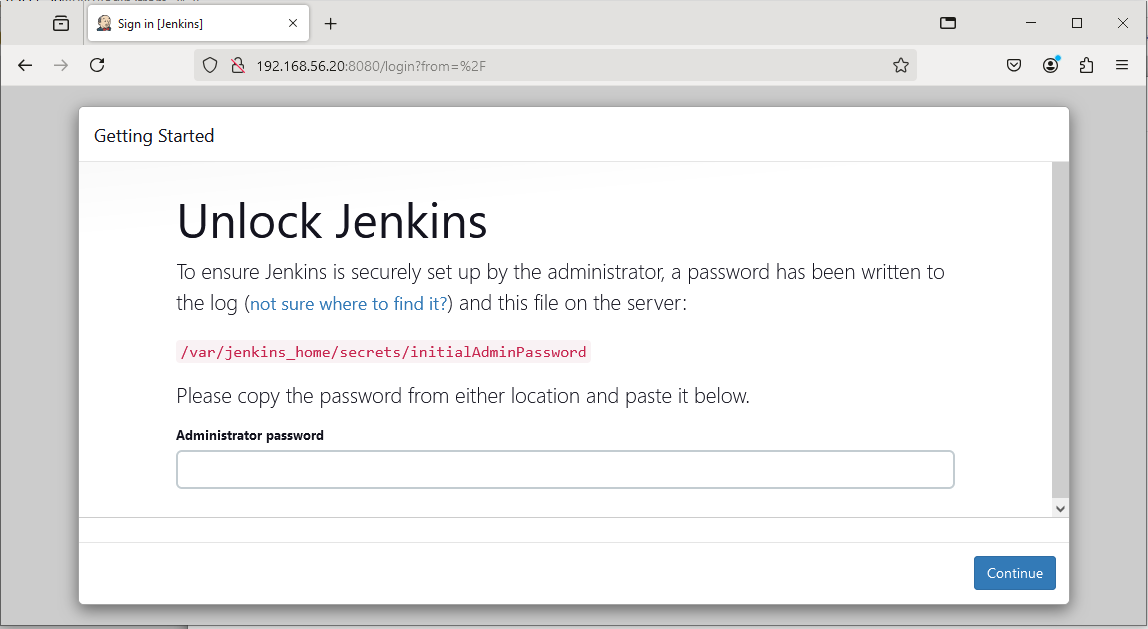 Sign in [Jenkins]
192.168.56.20:8080/login?from=%2F
Getting Started
Unlock Jenkins
To ensure Jenkins is securely set up by the administrator, a password has been written to
the log (not sure where to find it?) and this file on the server:
/var/jenkins_home/secrets/initialAdminPassword
Please copy the password from either location and paste it below.
Administrator password
Continue